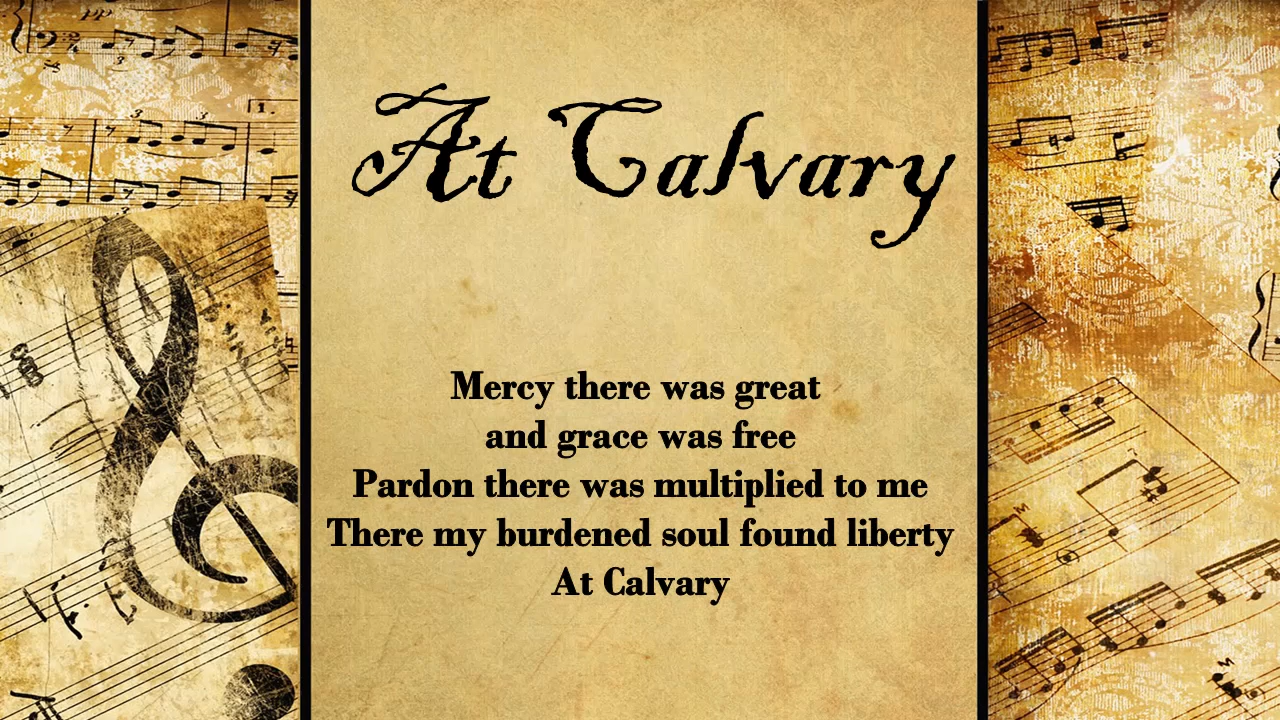 At Calvary
Mercy there was great
and grace was free
Pardon there was multiplied to me
There my burdened soul found liberty
At Calvary